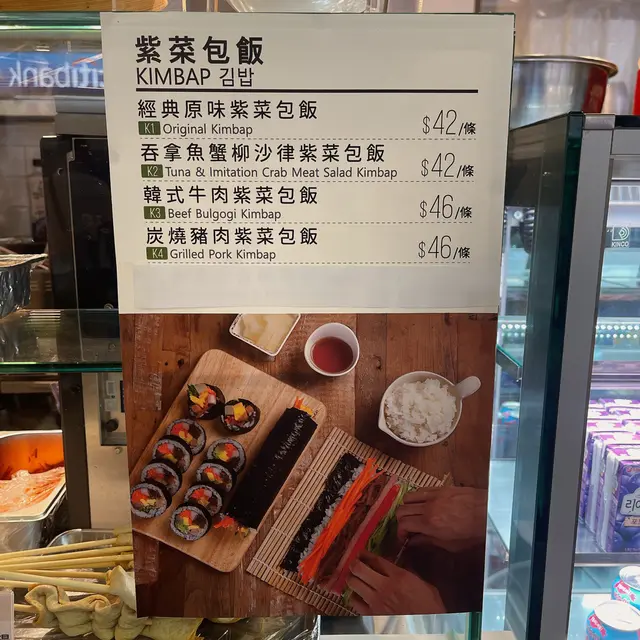 紫菜包飯
KIMBAP 김밥
經典原味紫菜包飯
K1 Original Kimbap $42/條
吞拿魚蟹柳沙律紫菜包飯
K2 Tuna & Imitation Crab Meat Salad Kimbap $42/條
韓式牛肉紫菜包飯
K3 Beef Bulgogi Kimbap $46/條
炭燒豬肉紫菜包飯
K4 Grilled Pork Kimbap $46/條
citibank
KINCO